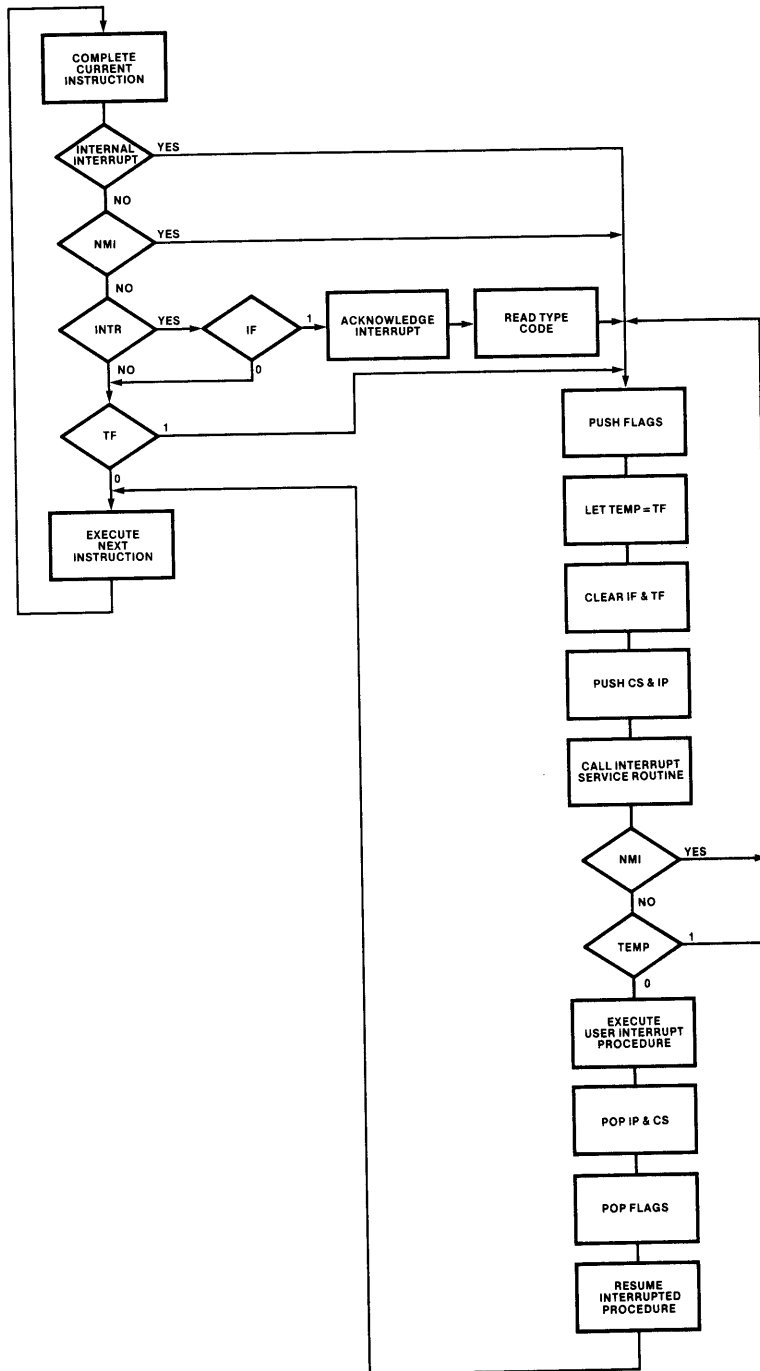 COMPLETE
CURRENT
INSTRUCTION
INTERNAL
INTERRUPT
YES
NO
NMI
YES
NO
INTR
YES
IF
1
ACKNOWLEDGE
INTERRUPT
READ TYPE
CODE
NO
0
TF
1
PUSH FLAGS
0
EXECUTE
NEXT
INSTRUCTION
LET TEMP = TF
CLEAR IF & TF
PUSH CS & IP
CALL INTERRUPT
SERVICE ROUTINE
NMI
YES
NO
TEMP
1
0
EXECUTE
USER INTERRUPT
PROCEDURE
POP IP & CS
POP FLAGS
RESUME
INTERRUPTED
PROCEDURE